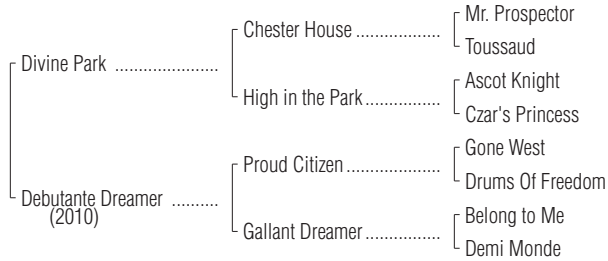 Mr. Prospector
Chester House ..................
Toussaud
Divine Park ......................
Ascot Knight
High in the Park................
Czar's Princess
Gone West
Proud Citizen ....................
Drums Of Freedom
Debutante Dreamer ..........
(2010)
Belong to Me
Gallant Dreamer................
Demi Monde